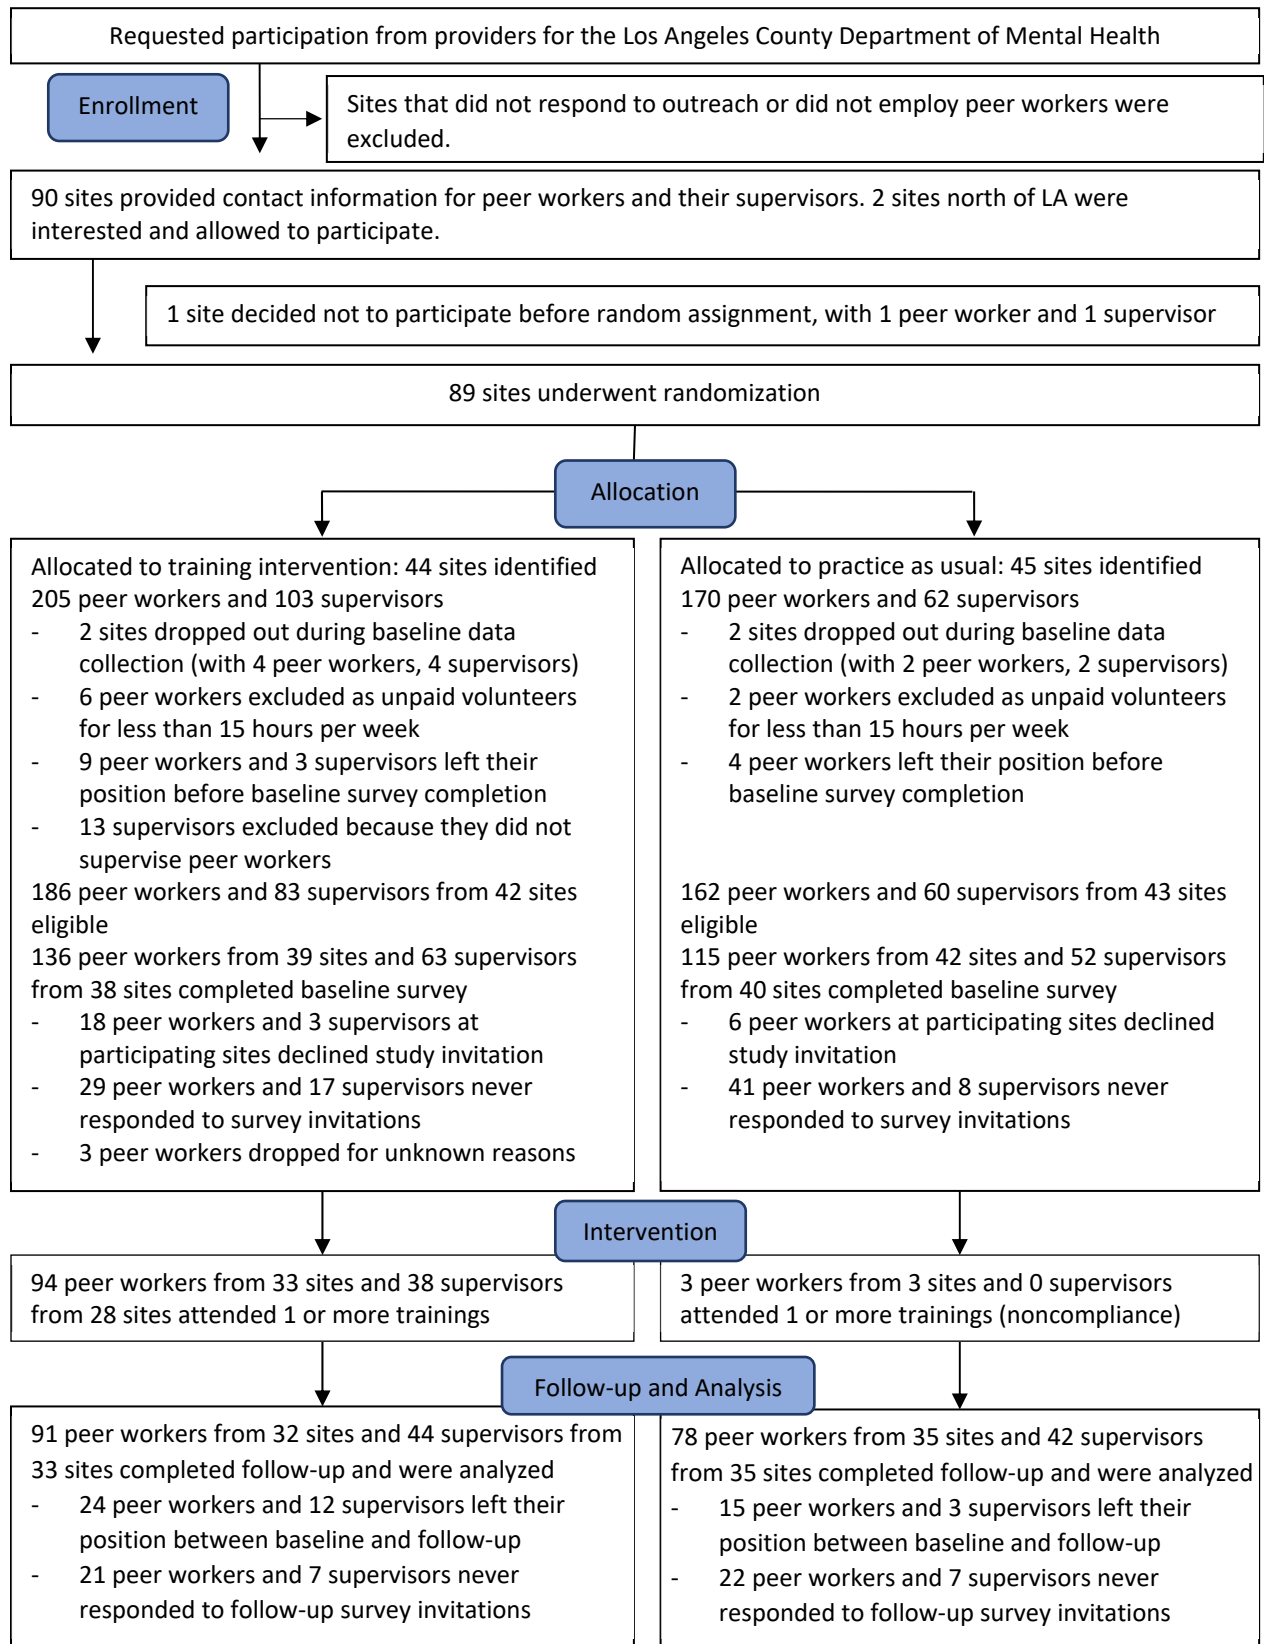 Requested participation from providers for the Los Angeles County Department of Mental Health
Enrollment
Sites that did not respond to outreach or did not employ peer workers were
excluded.
90 sites provided contact information for peer workers and their supervisors. 2 sites north of LA were
interested and allowed to participate.
1 site decided not to participate before random assignment, with 1 peer worker and 1 supervisor
89 sites underwent randomization
Allocation
Allocated to training intervention: 44 sites identified
205 peer workers and 103 supervisors
- 2 sites dropped out during baseline data
collection (with 4 peer workers, 4 supervisors)
- 6 peer workers excluded as unpaid volunteers
for less than 15 hours per week
- 9 peer workers and 3 supervisors left their
position before baseline survey completion
- 13 supervisors excluded because they did not
supervise peer workers
186 peer workers and 83 supervisors from 42 sites
eligible
136 peer workers from 39 sites and 63 supervisors
from 38 sites completed baseline survey
- 18 peer workers and 3 supervisors at
participating sites declined study invitation
- 29 peer workers and 17 supervisors never
responded to survey invitations
- 3 peer workers dropped for unknown reasons
Allocated to practice as usual: 45 sites identified
170 peer workers and 62 supervisors
- 2 sites dropped out during baseline data
collection (with 2 peer workers, 2 supervisors)
- 2 peer workers excluded as unpaid volunteers
for less than 15 hours per week
- 4 peer workers left their position before
baseline survey completion
162 peer workers and 60 supervisors from 43 sites
eligible
115 peer workers from 42 sites and 52 supervisors
from 40 sites completed baseline survey
- 6 peer workers at participating sites declined
study invitation
- 41 peer workers and 8 supervisors never
responded to survey invitations
Intervention
94 peer workers from 33 sites and 38 supervisors
from 28 sites attended 1 or more trainings
3 peer workers from 3 sites and 0 supervisors
attended 1 or more trainings (noncompliance)
Follow-up and Analysis
91 peer workers from 32 sites and 44 supervisors from
33 sites completed follow-up and were analyzed
- 24 peer workers and 12 supervisors left their
position between baseline and follow-up
- 21 peer workers and 7 supervisors never
responded to follow-up survey invitations
78 peer workers from 35 sites and 42 supervisors
from 35 sites completed follow-up and were analyzed
- 15 peer workers and 3 supervisors left their
position between baseline and follow-up
- 22 peer workers and 7 supervisors never
responded to follow-up survey invitations